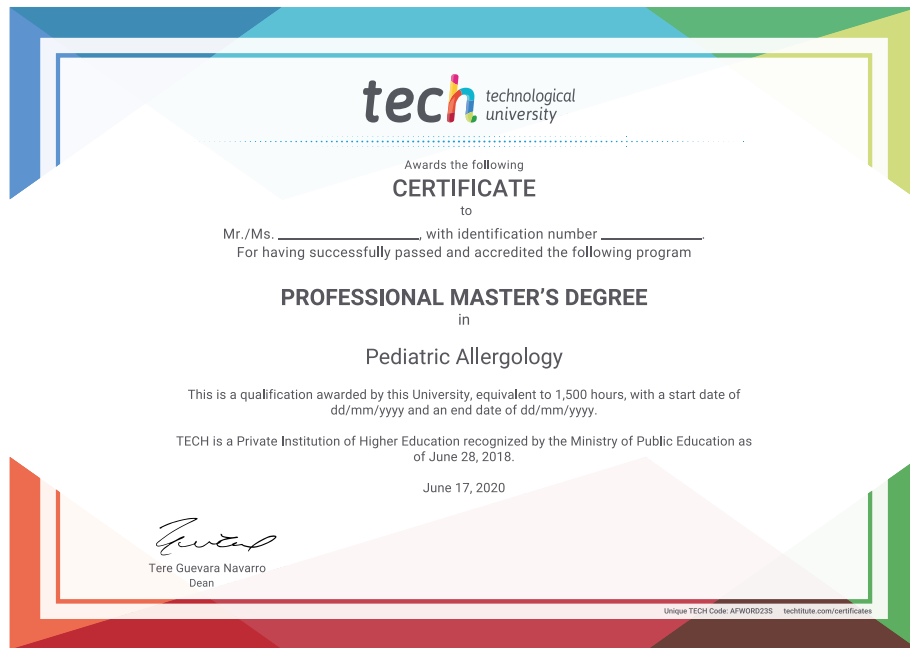 tech technological
university
Awards the following
CERTIFICATE
to
Mr./Ms. ____________________, with identification number ______________.
For having successfully passed and accredited the following program
PROFESSIONAL MASTER'S DEGREE
in
Pediatric Allergology
This is a qualification awarded by this University, equivalent to 1,500 hours, with a start date of
dd/mm/yyyy and an end date of dd/mm/yyyy.
TECH is a Private Institution of Higher Education recognized by the Ministry of Public Education as
of June 28, 2018.
June 17, 2020
Tere Guevara Navarro
Dean
Unique TECH Code: AFWORD23S techtitute.com/certificates